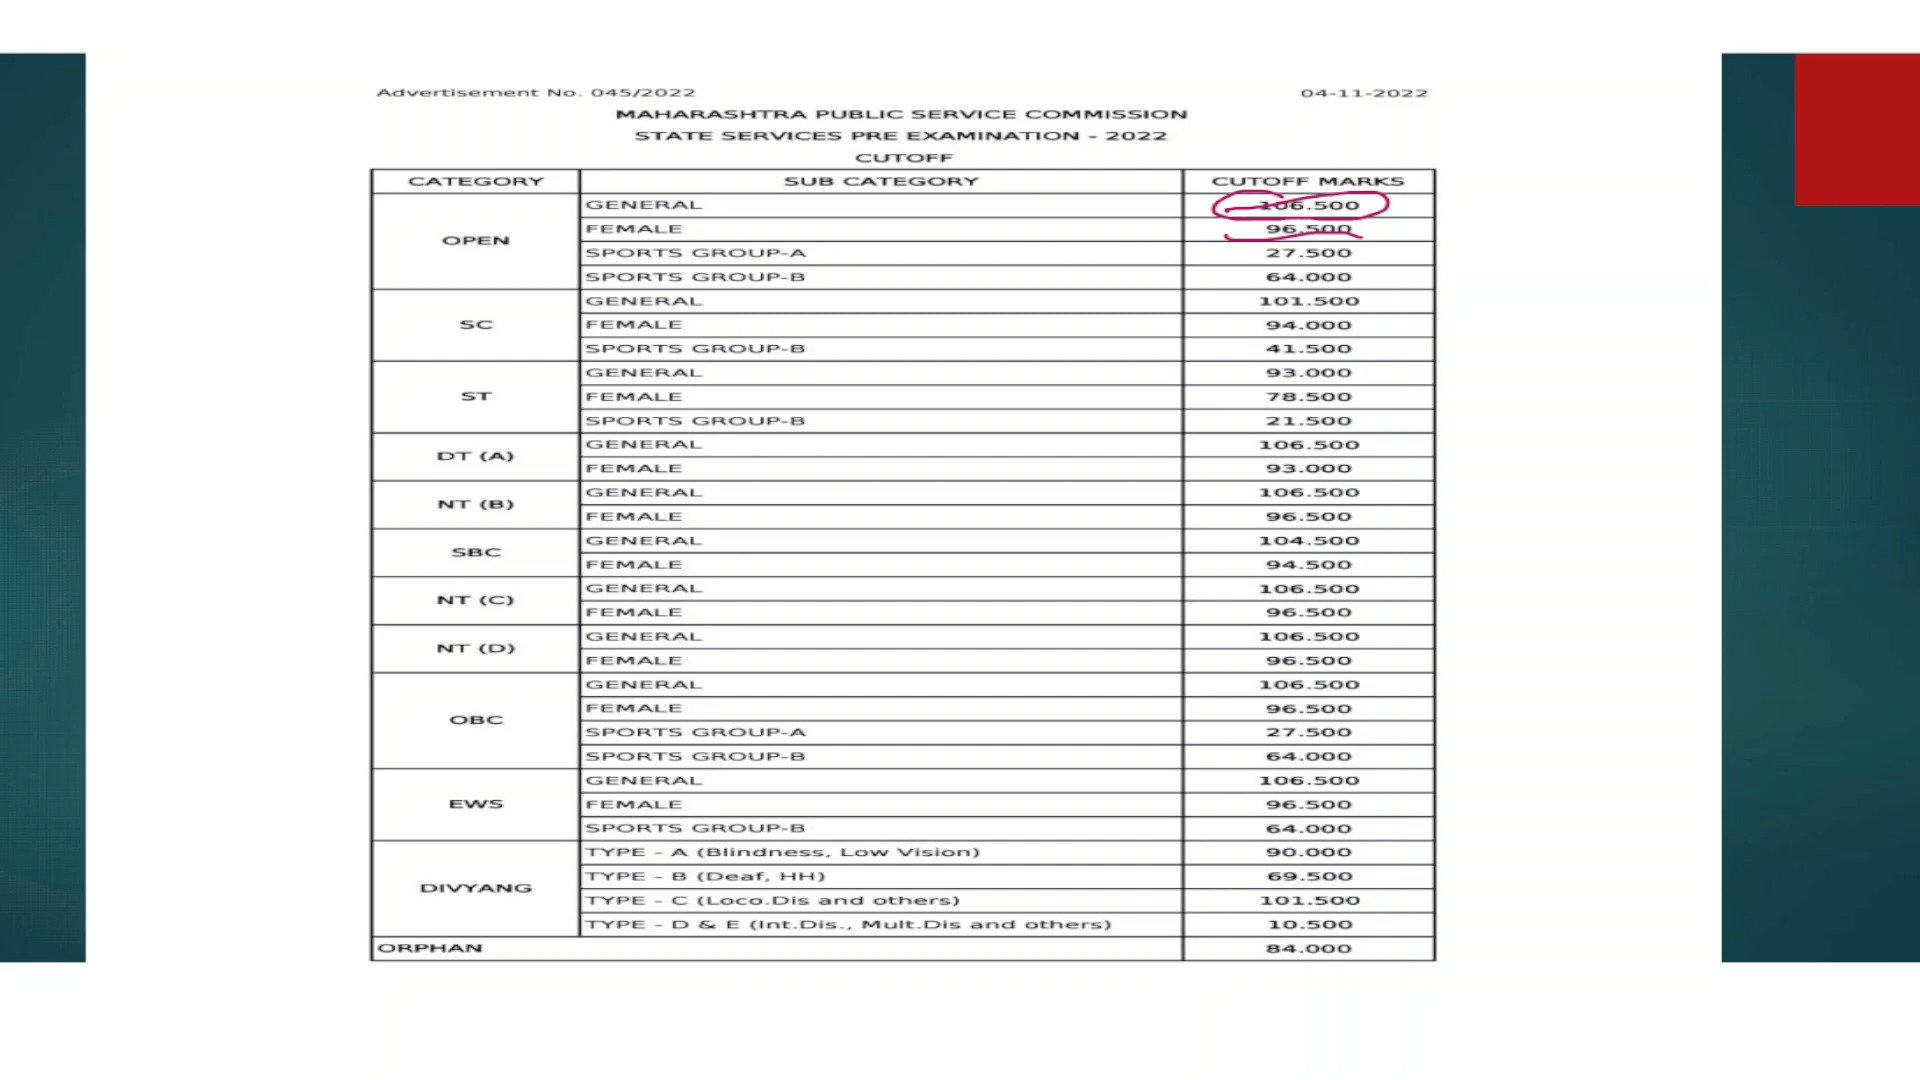 Advertisement No. 045/2022 04-11-2022
MAHARASHTRA PUBLIC SERVICE COMMISSION
STATE SERVICES PRE EXAMINATION - 2022
CUTOFF
CATEGORY SUB CATEGORY CUTOFF MARKS
OPEN GENERAL 106.500
FEMALE 96.500
SPORTS GROUP-A 27.500
SPORTS GROUP-B 64.000
SC GENERAL 101.500
FEMALE 94.000
SPORTS GROUP-B 41.500
ST GENERAL 93.000
FEMALE 78.500
SPORTS GROUP-B 21.500
DT (A) GENERAL 106.500
FEMALE 93.000
NT (B) GENERAL 106.500
FEMALE 96.500
SBC GENERAL 104.500
FEMALE 94.500
NT (C) GENERAL 106.500
FEMALE 96.500
NT (D) GENERAL 106.500
FEMALE 96.500
OBC GENERAL 106.500
FEMALE 96.500
SPORTS GROUP-A 27.500
SPORTS GROUP-B 64.000
EWS GENERAL 106.500
FEMALE 96.500
SPORTS GROUP-B 64.000
DIVYANG TYPE - A (Blindness, Low Vision) 90.000
TYPE - B (Deaf, HH) 69.500
TYPE - C (Loco.Dis and others) 101.500
TYPE - D & E (Int.Dis., Mult.Dis and others) 10.500
ORPHAN 84.000